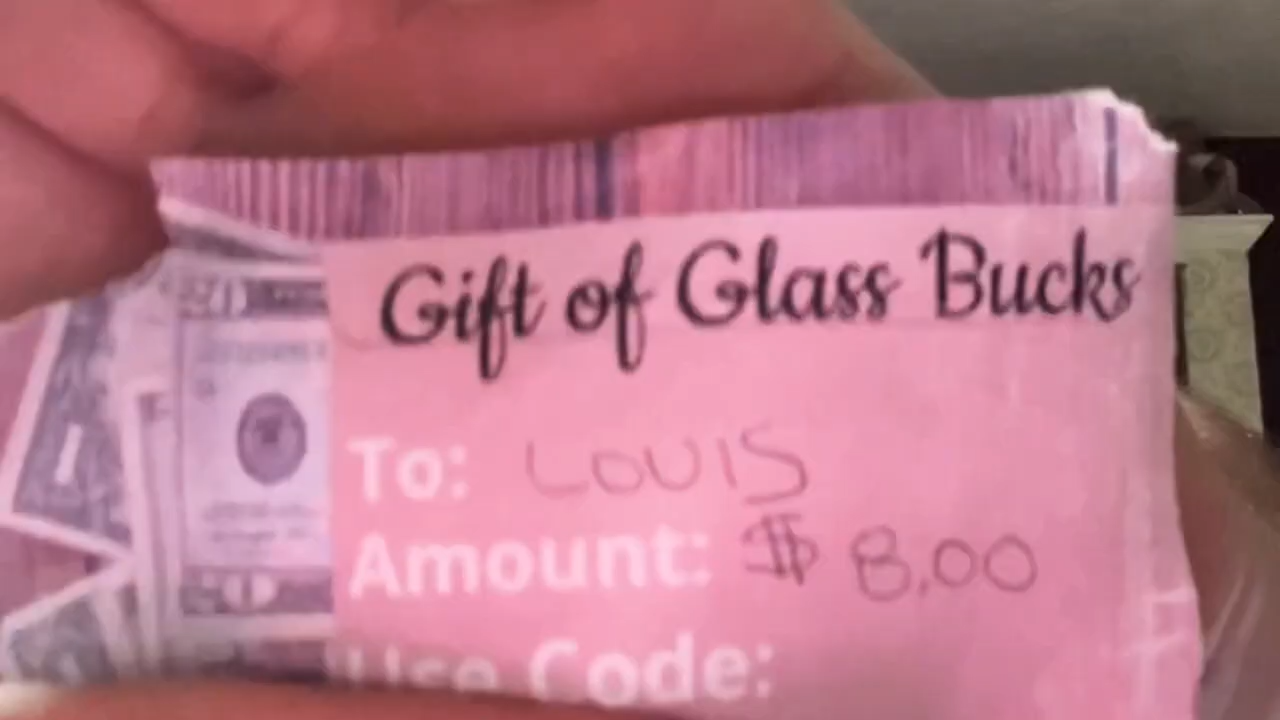 Gift of Glass Bucks
To: LOUIS
Amount: $ 8.00
Use Code: